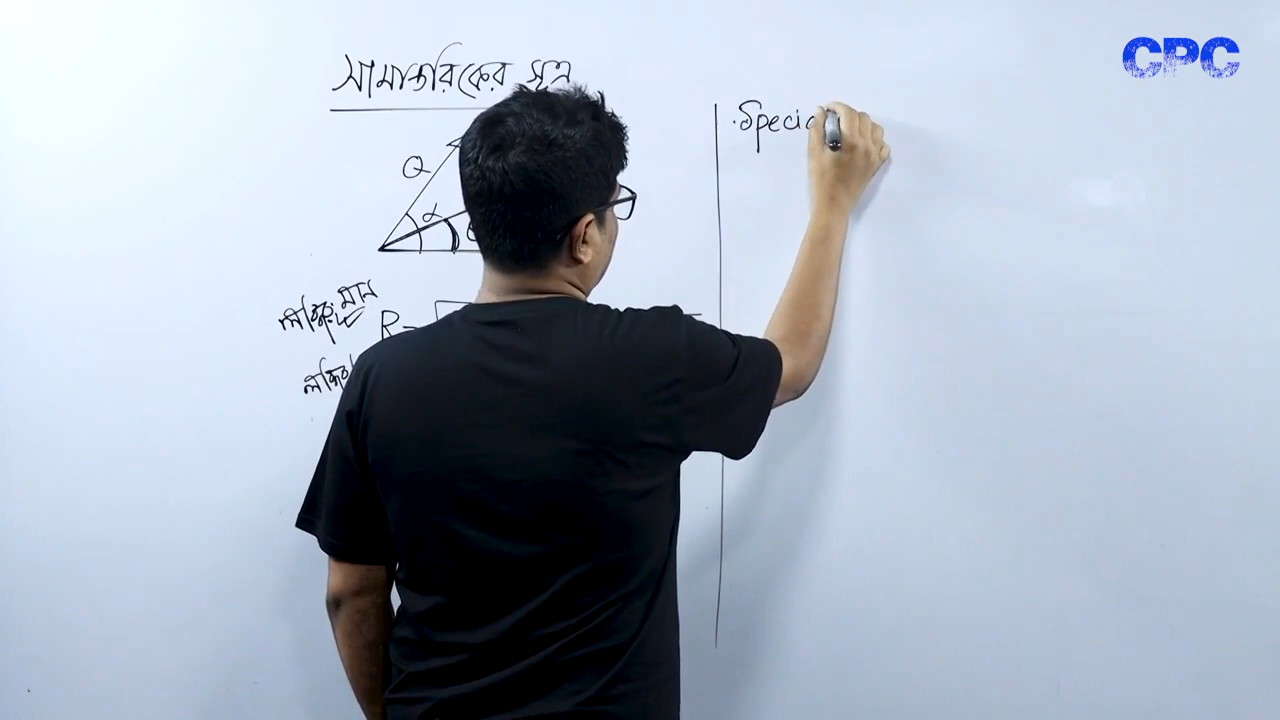 CPC
সামান্তরিকের সূত্র
·Specia
Q
α
লব্ধির মান
R =
লব্ধির